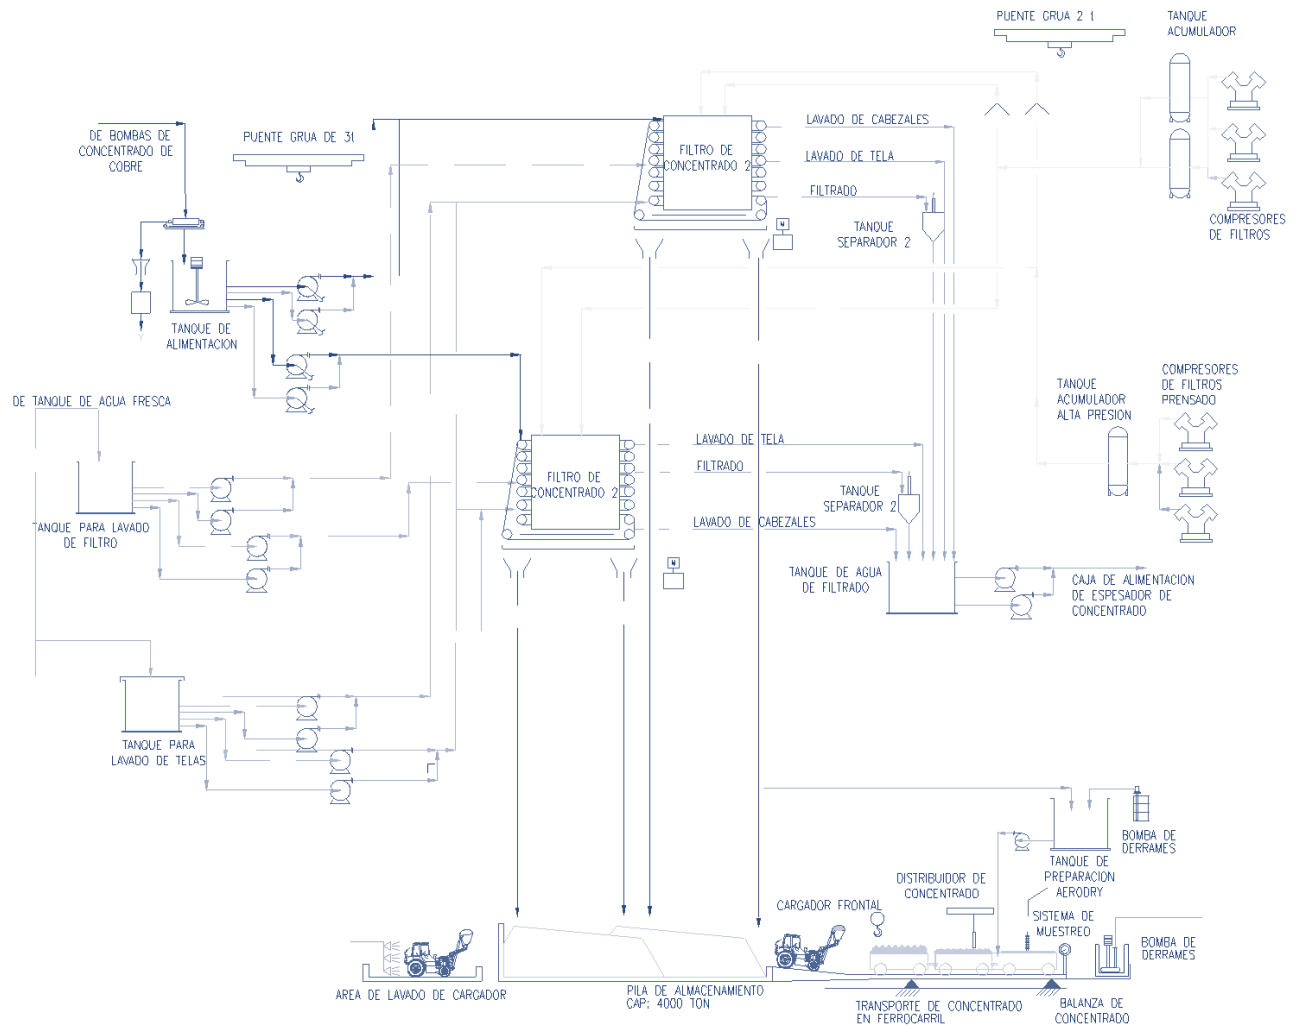 PUENTE GRUA 2 1
TANQUE
ACUMULADOR
DE BOMBAS DE
CONCENTRADO DE
COBRE
PUENTE GRUA DE 31
FILTRO DE
CONCENTRADO 2
LAVADO DE CABEZALES
LAVADO DE TELA
FILTRADO
TANQUE
SEPARADOR 2
COMPRESORES
DE FILTROS
M
TANQUE DE
ALIMENTACION
DE TANQUE DE AGUA FRESCA
TANQUE PARA LAVADO
DE FILTRO
FILTRO DE
CONCENTRADO 2
LAVADO DE TELA
FILTRADO
LAVADO DE CABEZALES
TANQUE
SEPARADOR 2
TANQUE
ACUMULADOR
ALTA PRESION
COMPRESORES
DE FILTROS
PRENSADO
M
TANQUE DE AGUA
DE FILTRADO
CAJA DE ALIMENTACION
DE ESPESADOR DE
CONCENTRADO
TANQUE PARA
LAVADO DE TELAS
BOMBA DE
DERRAMES
TANQUE DE
PREPARACION
AERODRY
DISTRIBUIDOR DE
CONCENTRADO
CARGADOR FRONTAL
SISTEMA DE
MUESTREO
BOMBA DE
DERRAMES
AREA DE LAVADO DE CARGADOR
PILA DE ALMACENAMIENTO
CAP: 4000 TON
TRANSPORTE DE CONCENTRADO
EN FERROCARRIL
BALANZA DE
CONCENTRADO